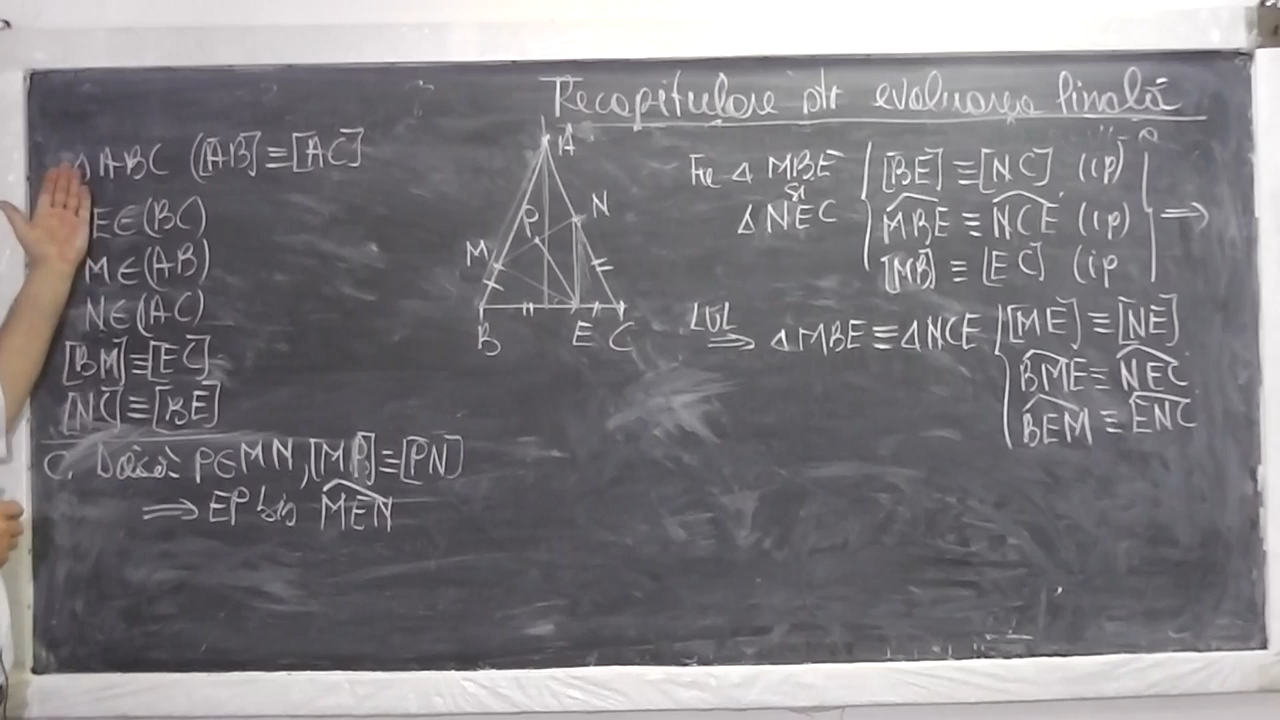 Recapitulare ptr evaluarea finală
△ ABC ([AB] ≡ [AC]
E∈(BC)
M∈(AB)
N∈(AC)
[BM] ≡ [EC]
[NC] ≡ [BE]
C. Dacă: P∈MN, [MP] ≡ [PN]
⟹ EP bis MEN
A
N
P
M
B
E
C
Fie △ MBE
și
△ NEC
[BE] ≡ [NC] (ip)
MBE ≡ NCE (ip)
[MB] ≡ [EC] (ip
⟹
LUL
⟹ △MBE ≡ △NCE
[ME] ≡ [NE]
BME ≡ NEC
BEM ≡ ENC